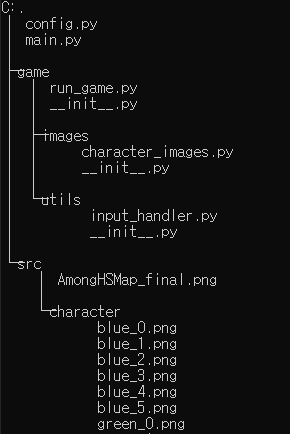 C:.
config.py
main.py
game
run_game.py
__init__.py
images
character_images.py
__init__.py
utils
input_handler.py
__init__.py
src
AmongHSMap_final.png
character
blue_0.png
blue_1.png
blue_2.png
blue_3.png
blue_4.png
blue_5.png
green_0.png